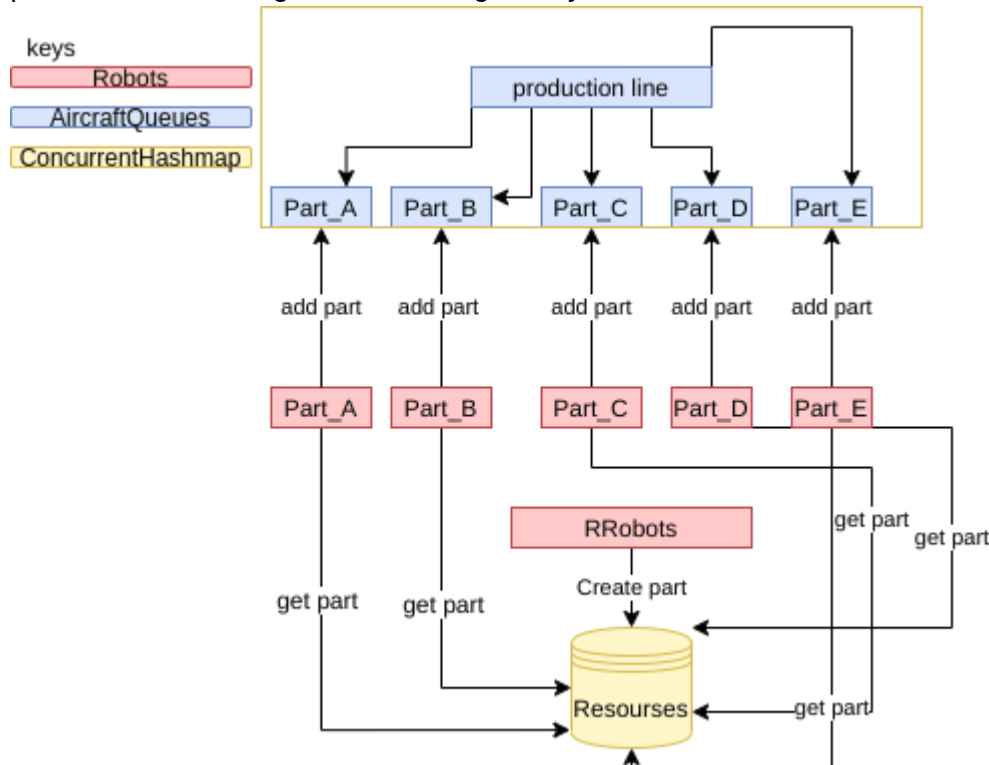 keys
Robots
AircraftQueues
ConcurrentHashmap
production line
Part_A Part_B Part_C Part_D Part_E
add part add part add part add part add part
Part_A Part_B Part_C Part_D Part_E
RRobots
get part get part
Create part
get part get part
Resourses
get part